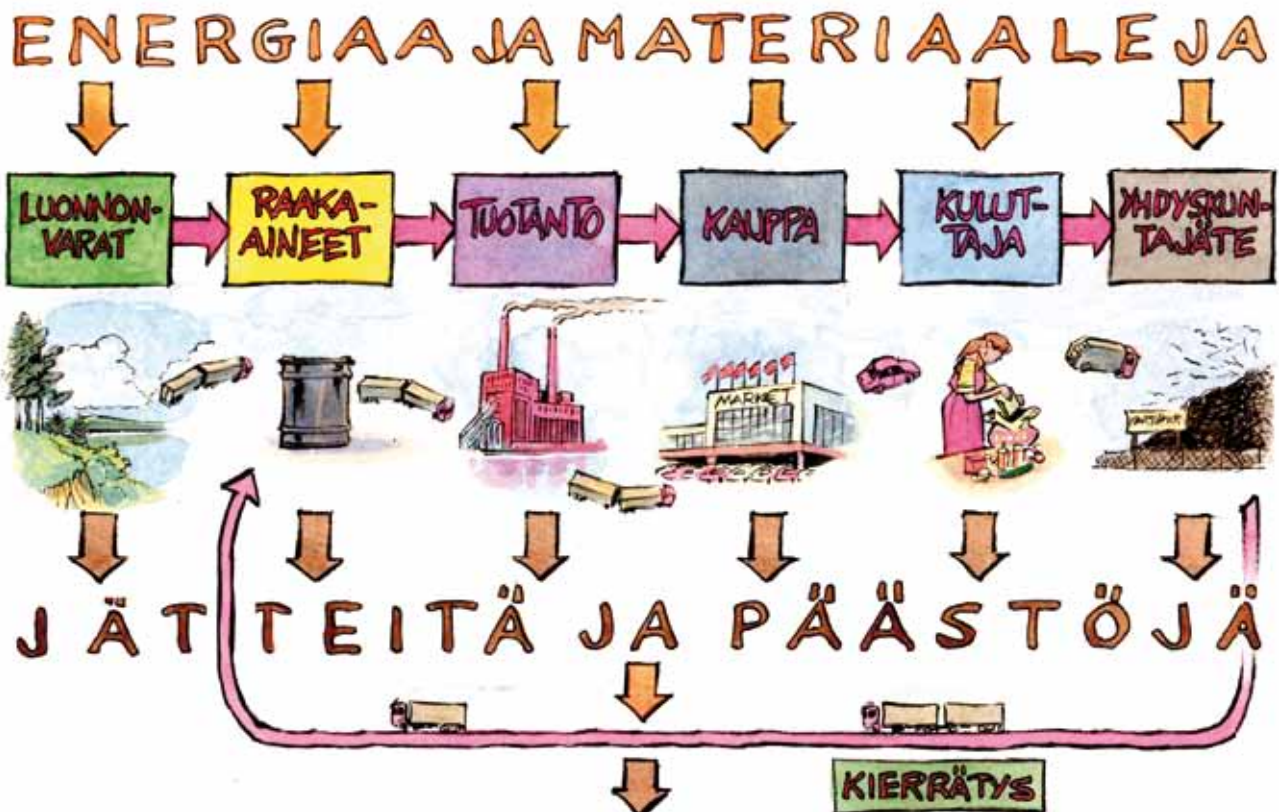 ENERGIAA JA MATERIAALEJA
LUONNON-
VARAT
RAAKA-
AINEET
TUOTANTO
KAUPPA
KULUT-
TAJA
YHDYSKUN-
TAJÄTE
MARKET
JÄTTEITÄ JA PÄÄSTÖJÄ
KIERRÄTYS